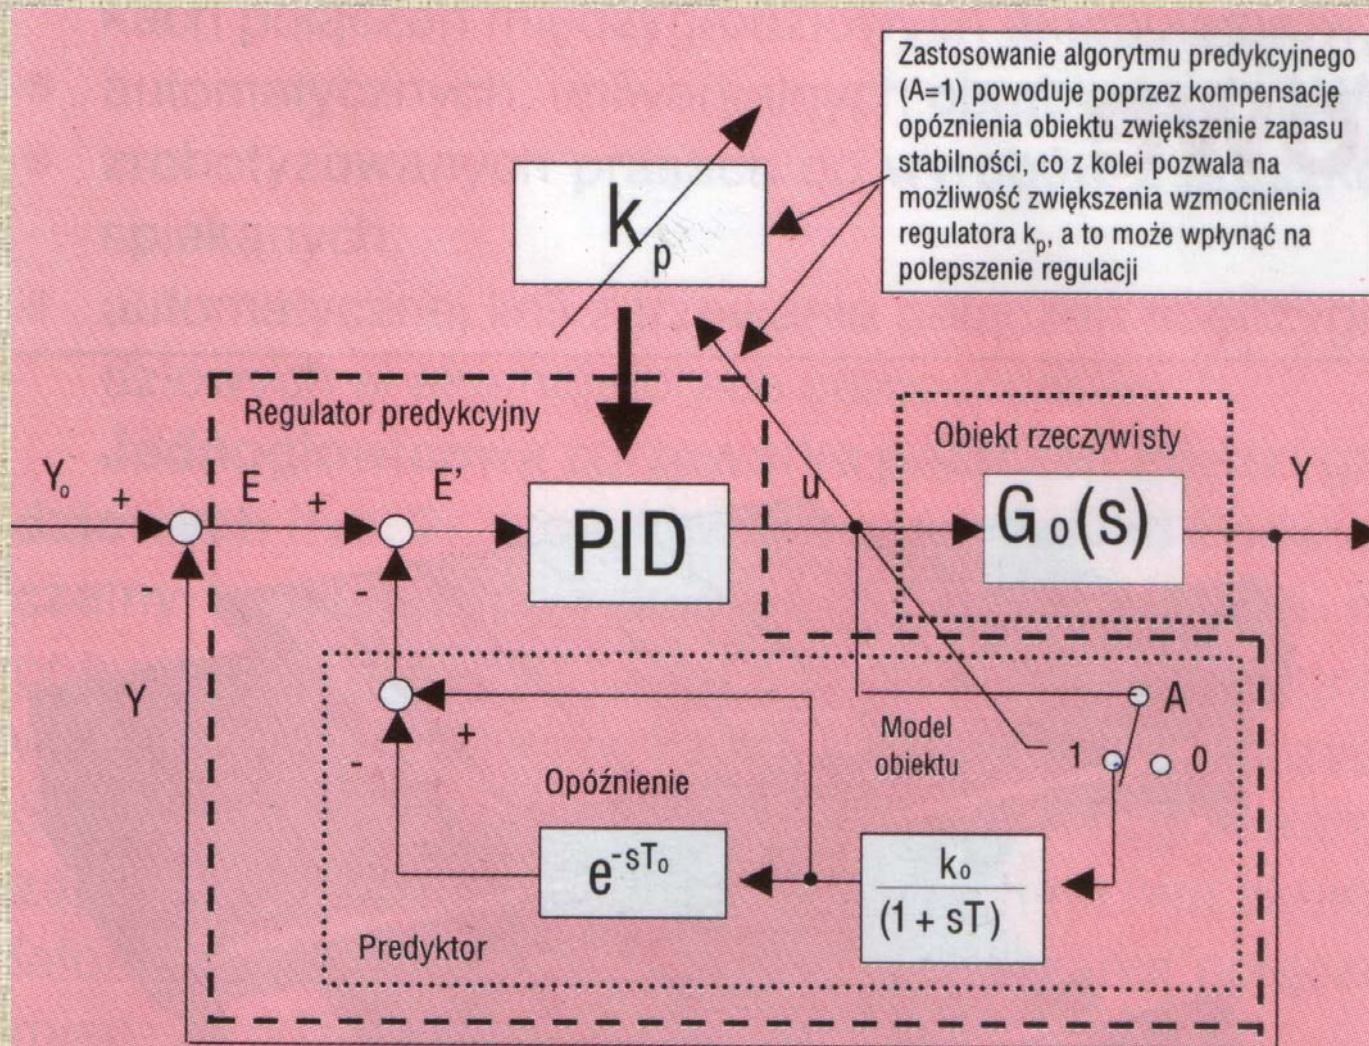 Zastosowanie algorytmu predykcyjnego
(A=1) powoduje poprzez kompensację
opóznienia obiektu zwiększenie zapasu
stabilności, co z kolei pozwala na
możliwość zwiększenia wzmocnienia
regulatora kp, a to może wpłynąć na
polepszenie regulacji
kp
Regulator predykcyjny
Obiekt rzeczywisty
Yo + E + E' PID u Go(s) Y
- -
Y
A
Model
obiektu
1 0
+
-
Opóźnienie
e^-sTo
ko
(1 + sT)
Predyktor